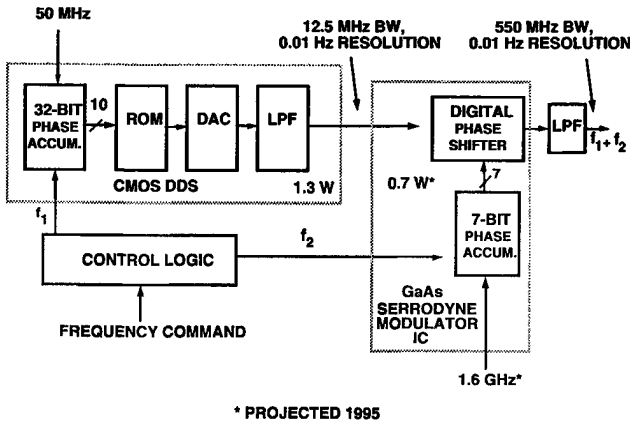 50 MHz
12.5 MHz BW,
0.01 Hz RESOLUTION
550 MHz BW,
0.01 Hz RESOLUTION
32-BIT
PHASE
ACCUM.
10
ROM
DAC
LPF
CMOS DDS
1.3 W
DIGITAL
PHASE
SHIFTER
LPF
f1+ f2
0.7 W*
7
7-BIT
PHASE
ACCUM.
f1
CONTROL LOGIC
f2
FREQUENCY COMMAND
GaAs
SERRODYNE
MODULATOR
IC
1.6 GHz*
* PROJECTED 1995